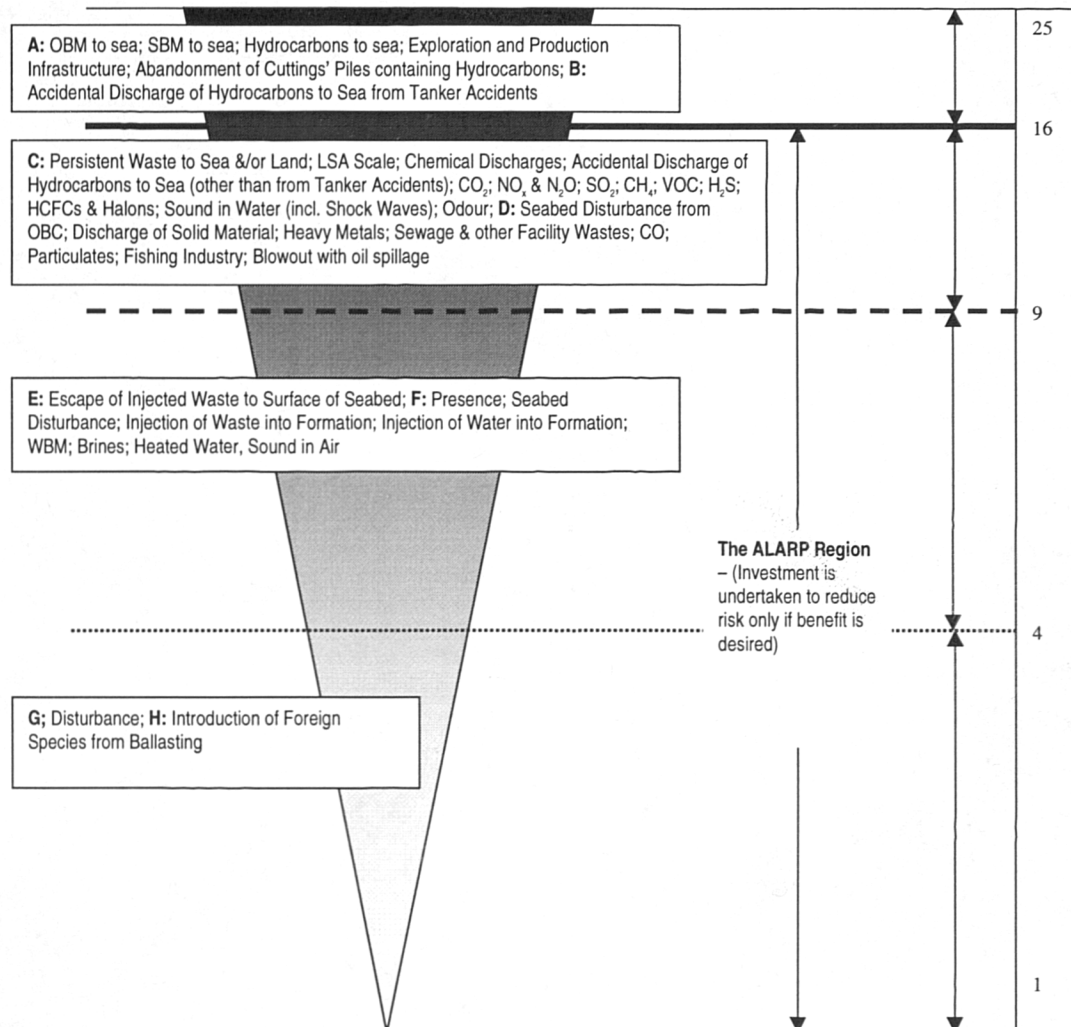 A: OBM to sea; SBM to sea; Hydrocarbons to sea; Exploration and Production
Infrastructure; Abandonment of Cuttings' Piles containing Hydrocarbons; B:
Accidental Discharge of Hydrocarbons to Sea from Tanker Accidents
25
16
C: Persistent Waste to Sea &/or Land; LSA Scale; Chemical Discharges; Accidental Discharge of
Hydrocarbons to Sea (other than from Tanker Accidents); CO₂; NOₓ & N₂O; SO₂; CH₄; VOC; H₂S;
HCFCs & Halons; Sound in Water (incl. Shock Waves); Odour; D: Seabed Disturbance from
OBC; Discharge of Solid Material; Heavy Metals; Sewage & other Facility Wastes; CO;
Particulates; Fishing Industry; Blowout with oil spillage
9
E: Escape of Injected Waste to Surface of Seabed; F: Presence; Seabed
Disturbance; Injection of Waste into Formation; Injection of Water into Formation;
WBM; Brines; Heated Water, Sound in Air
The ALARP Region
– (Investment is
undertaken to reduce
risk only if benefit is
desired)
4
G; Disturbance; H: Introduction of Foreign
Species from Ballasting
1